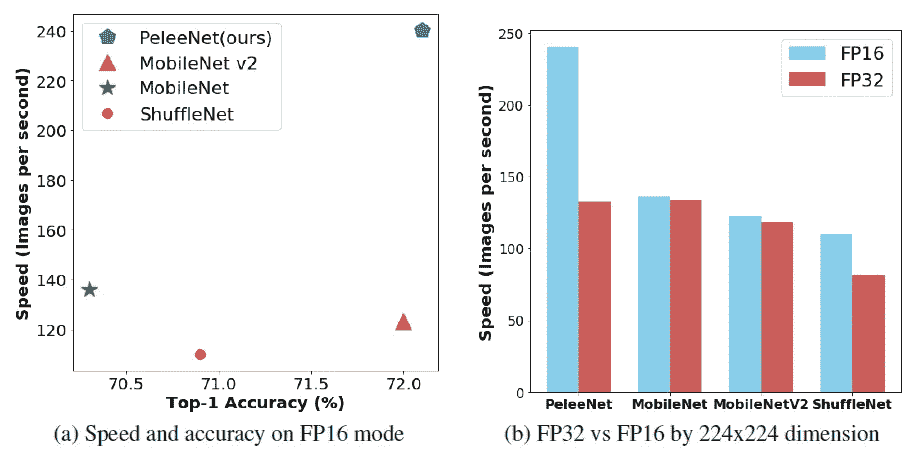 240
220
200
180
160
140
120
Speed (Images per second)
PeleeNet(ours)
MobileNet v2
MobileNet
ShuffleNet
70.5 71.0 71.5 72.0
Top-1 Accuracy (%)
(a) Speed and accuracy on FP16 mode
250
200
150
100
50
0
Speed (Images per second)
FP16
FP32
PeleeNet MobileNet MobileNetV2 ShuffleNet
(b) FP32 vs FP16 by 224x224 dimension